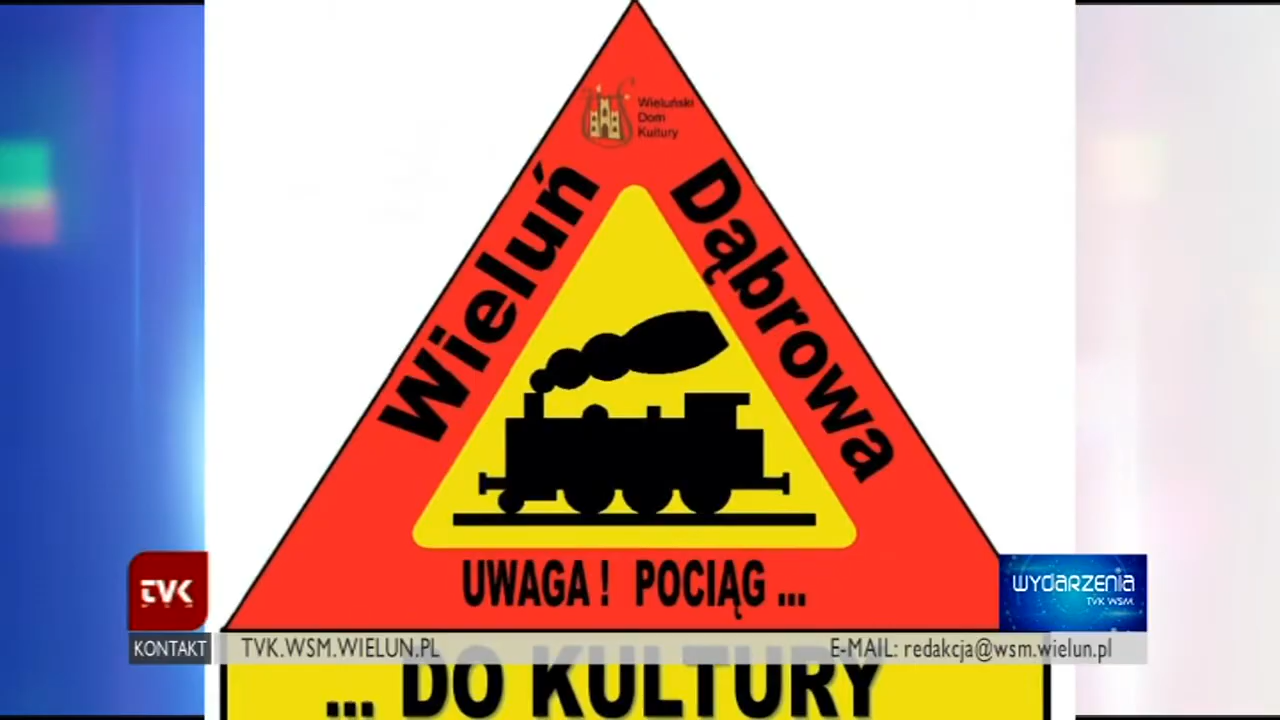 Wieluński
Dom
Kultury
Wieluń
Dąbrowa
UWAGA ! POCIĄG ...
... DO KULTURY
TVK
WSM
WYDARZENIA
TVK WSM
KONTAKT
TVK.WSM.WIELUN.PL
E-MAIL: redakcja@wsm.wielun.pl